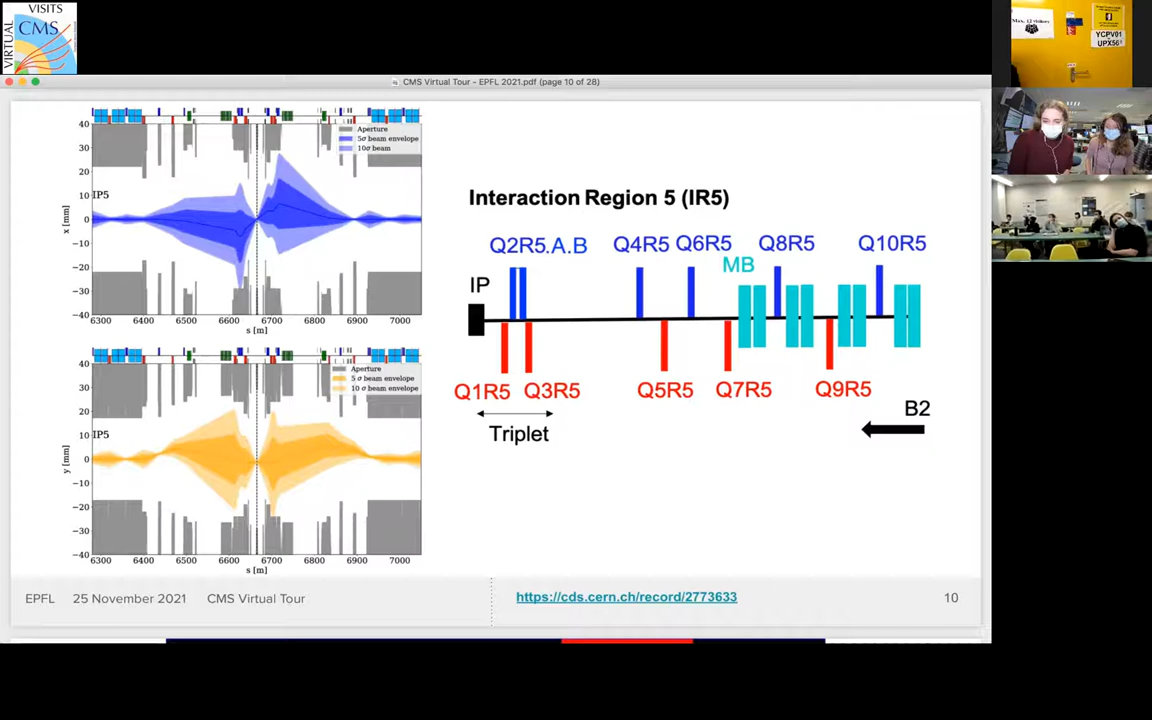 VISITS
VIRTUAL
CMS
CMS Virtual Tour - EPFL 2021.pdf (page 10 of 28)
Max. 12 visitors
YCPV01
UPX56
40
30
20
10
0
−10
−20
−30
−40
x [mm]
IP5
Aperture
5σ beam envelope
10σ beam
6300 6400 6500 6600 6700 6800 6900 7000
s [m]
40
30
20
10
0
−10
−20
−30
−40
y [mm]
IP5
Aperture
5 σ beam envelope
10 σ beam envelope
6300 6400 6500 6600 6700 6800 6900 7000
s [m]
Interaction Region 5 (IR5)
Q2R5.A.B Q4R5 Q6R5 Q8R5 Q10R5
MB
IP
Q1R5 Q3R5 Q5R5 Q7R5 Q9R5
B2
Triplet
EPFL 25 November 2021 CMS Virtual Tour https://cds.cern.ch/record/2773633 10